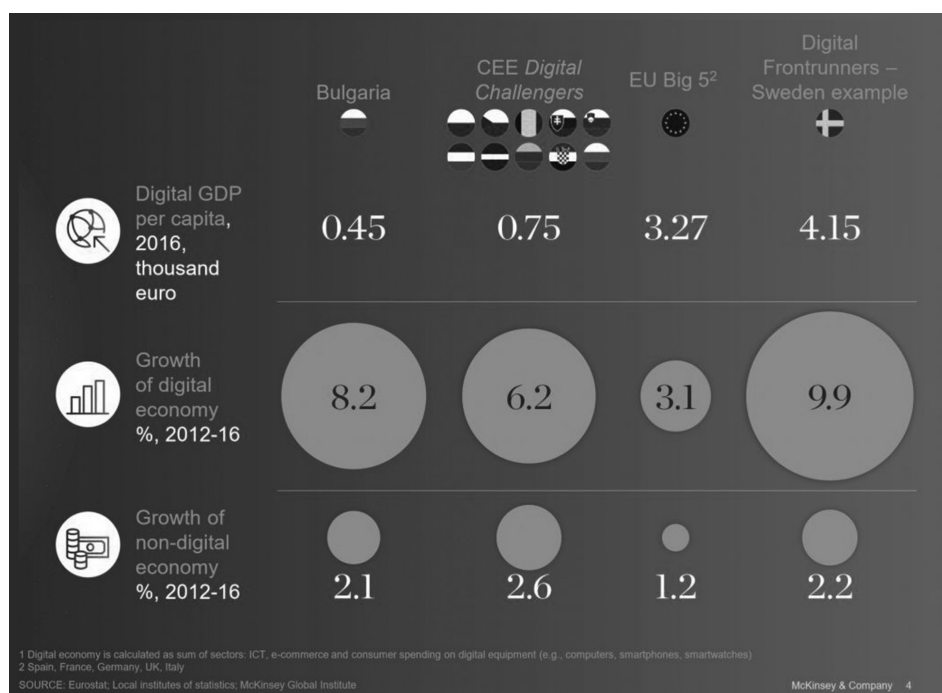 Bulgaria
CEE Digital
Challengers
EU Big 5²
Digital
Frontrunners –
Sweden example
Digital GDP
per capita,
2016,
thousand
euro
0.45
0.75
3.27
4.15
Growth
of digital
economy
%, 2012-16
8.2
6.2
3.1
9.9
Growth of
non-digital
economy
%, 2012-16
2.1
2.6
1.2
2.2
1 Digital economy is calculated as sum of sectors: ICT, e-commerce and consumer spending on digital equipment (e.g., computers, smartphones, smartwatches)
2 Spain, France, Germany, UK, Italy
SOURCE: Eurostat; Local institutes of statistics; McKinsey Global Institute
McKinsey & Company 4